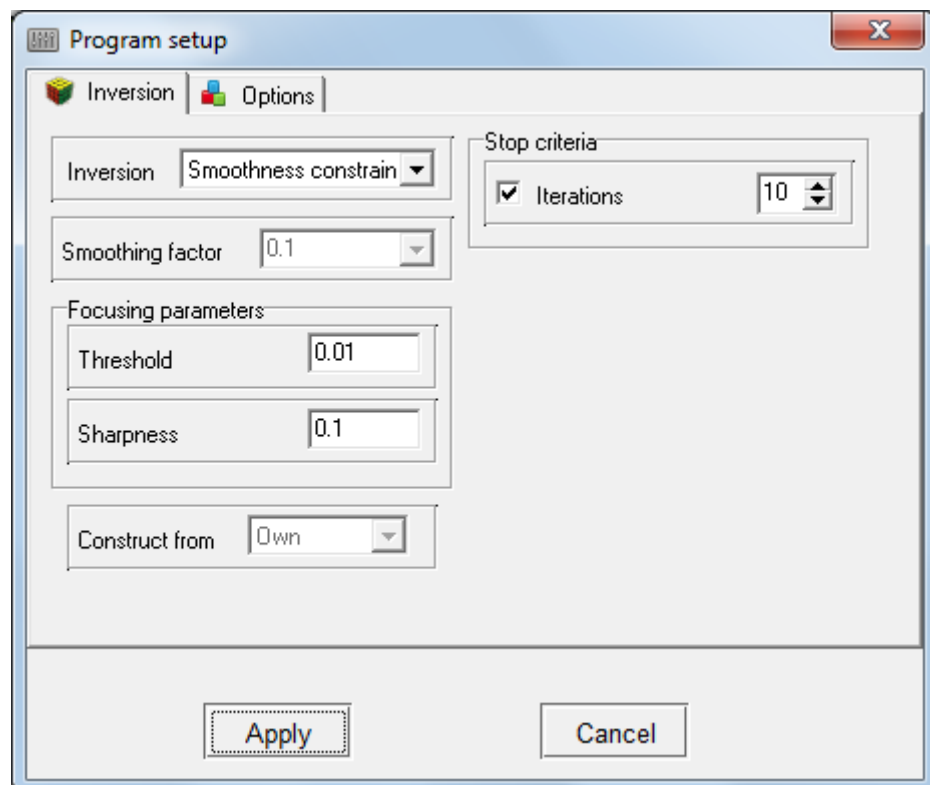 Program setup
Inversion
Options
Inversion
Smoothness constrain
Smoothing factor
0.1
Focusing parameters
Threshold
0.01
Sharpness
0.1
Construct from
Own
Stop criteria
Iterations
10
Apply
Cancel